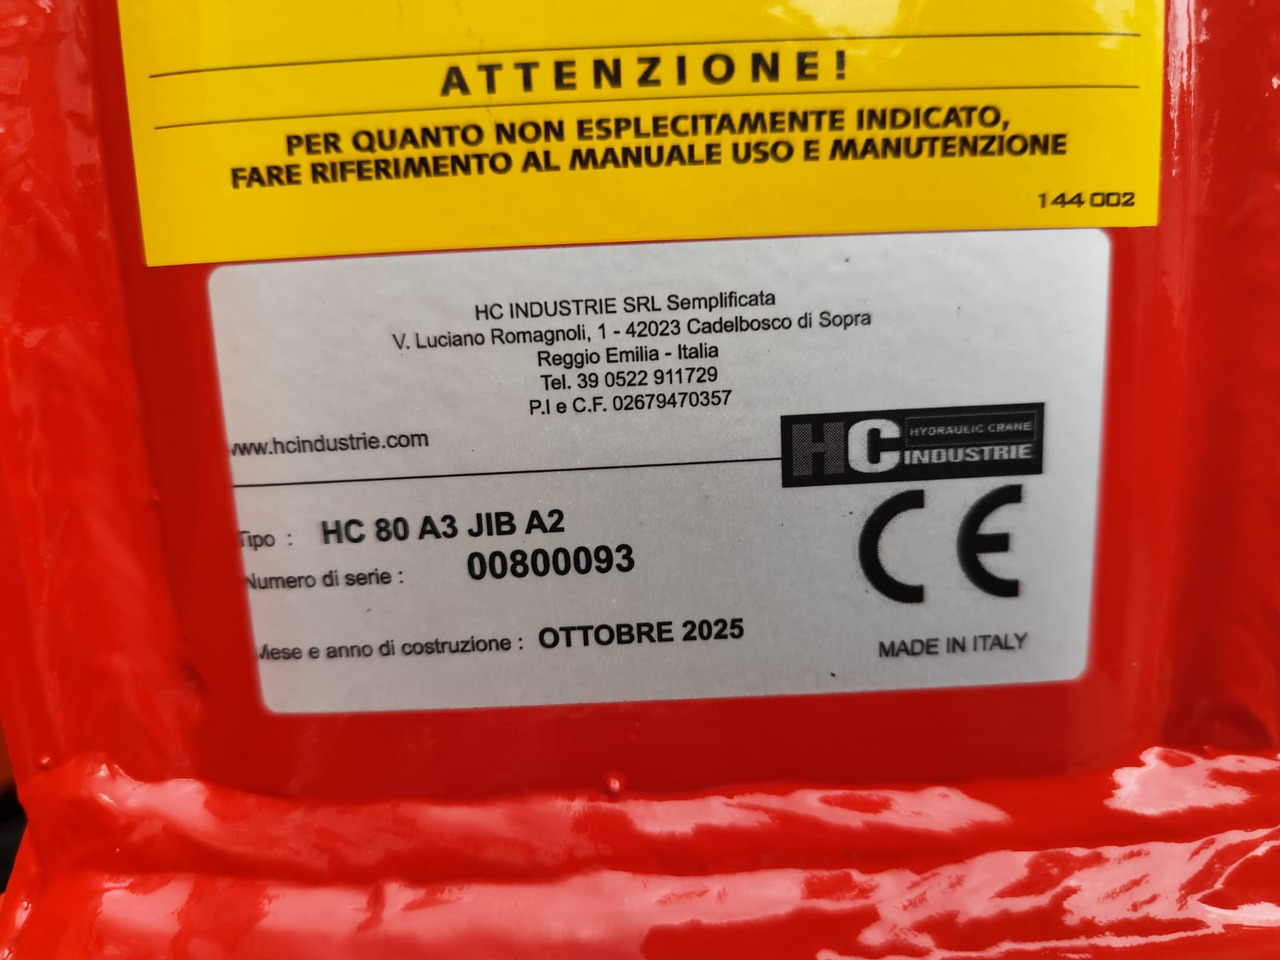 ATTENZIONE!
PER QUANTO NON ESPLECITAMENTE INDICATO,
FARE RIFERIMENTO AL MANUALE USO E MANUTENZIONE
144 002
HC INDUSTRIE SRL Semplificata
V. Luciano Romagnoli, 1 - 42023 Cadelbosco di Sopra
Reggio Emilia - Italia
Tel. 39 0522 911729
P.I e C.F. 02679470357
www.hcindustrie.com
HC HYDRAULIC CRANE
INDUSTRIE
Tipo : HC 80 A3 JIB A2
Numero di serie : 00800093
Mese e anno di costruzione : OTTOBRE 2025
CE
MADE IN ITALY